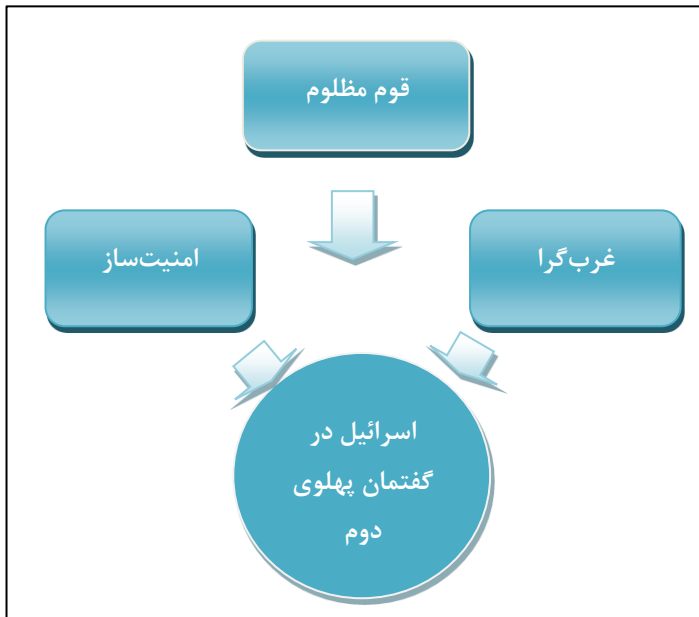 قوم مظلوم
غرب‌گرا
امنیت‌ساز
اسرائیل در
گفتمان پهلوی
دوم